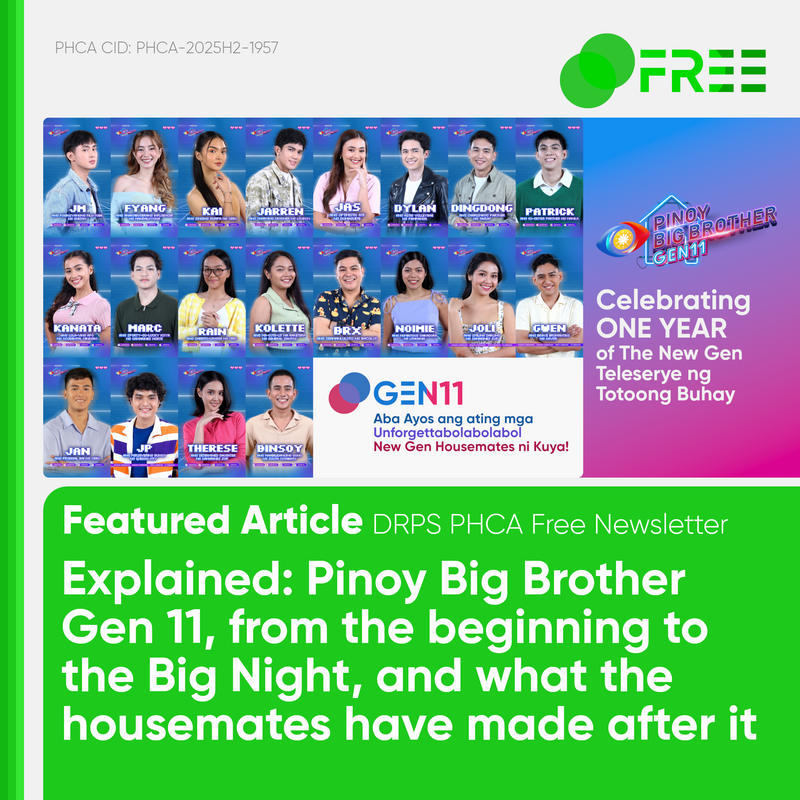 PHCA CID: PHCA-2025H2-1957
FREE
JM
FYANG
KAI
JARREN
JAS
DYLAN
DINGDONG
PATRICK
PINOY
BIG BROTHER
GEN11
Celebrating
ONE YEAR
of The New Gen
Teleserye ng
Totoong Buhay
KANATA
MARC
RAIN
KOLETTE
BRX
NOIMIE
JOLI
GWEN
JAN
JP
THERESE
BINSOY
GEN11
Aba Ayos ang ating mga
Unforgettabolabolabol
New Gen Housemates ni Kuya!
Featured Article DRPS PHCA Free Newsletter
Explained: Pinoy Big Brother
Gen 11, from the beginning to
the Big Night, and what the
housemates have made after it